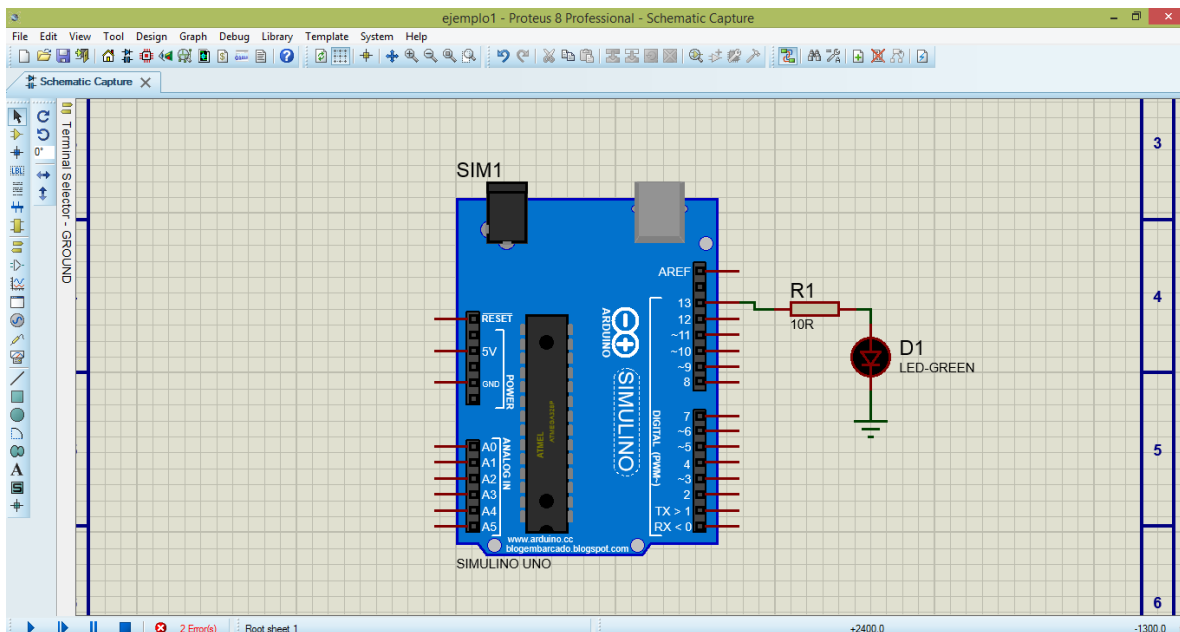 ejemplo1 - Proteus 8 Professional - Schematic Capture
File Edit View Tool Design Graph Debug Library Template System Help
Schematic Capture
Terminal Selector - GROUND
0°
LBL
A
S
3
4
5
6
SIM1
AREF
13
12
~11
~10
~9
8
7
~6
~5
4
~3
2
TX > 1
RX < 0
RESET
5V
GND
POWER
A0
A1
A2
A3
A4
A5
ANALOG IN
ATMEL
ATMEGA328P
ARDUINO
SIMULINO
DIGITAL (PWM~)
www.arduino.cc
blogembarcado.blogspot.com
SIMULINO UNO
R1
10R
D1
LED-GREEN
2 Error(s)
Root sheet 1
+2400.0
-1300.0